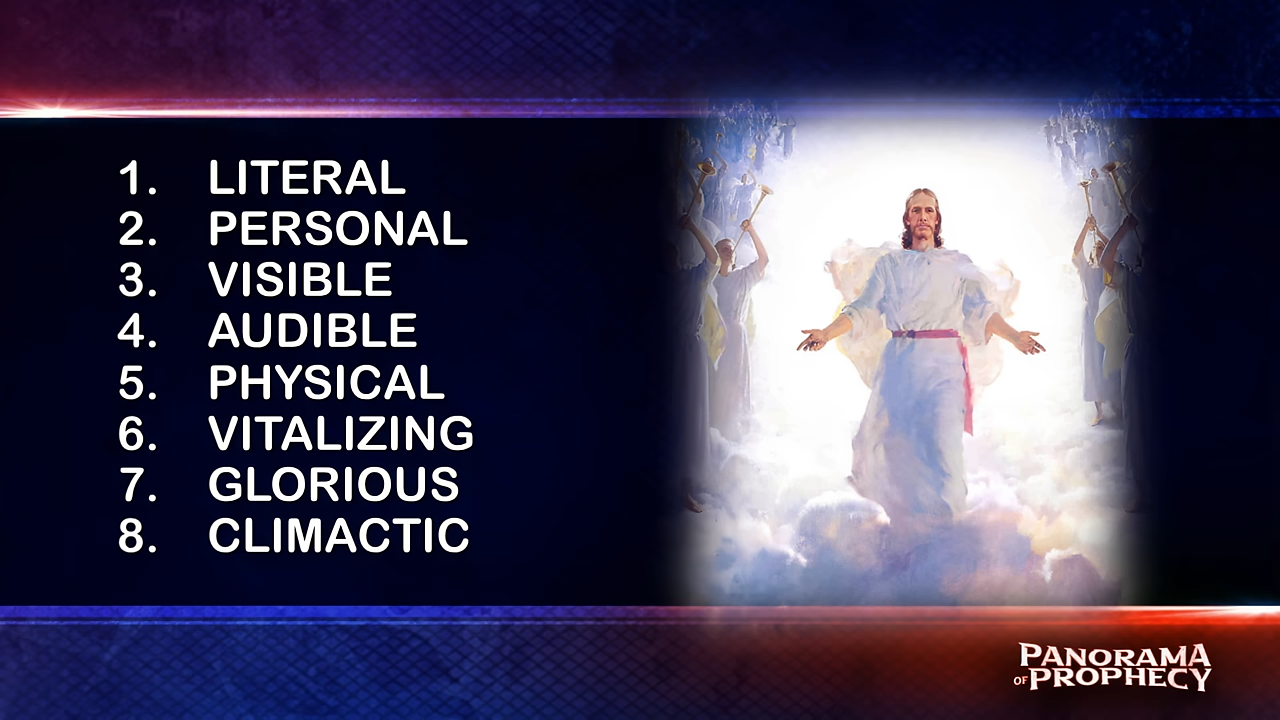 1. LITERAL
2. PERSONAL
3. VISIBLE
4. AUDIBLE
5. PHYSICAL
6. VITALIZING
7. GLORIOUS
8. CLIMACTIC
PANORAMA
OF PROPHECY